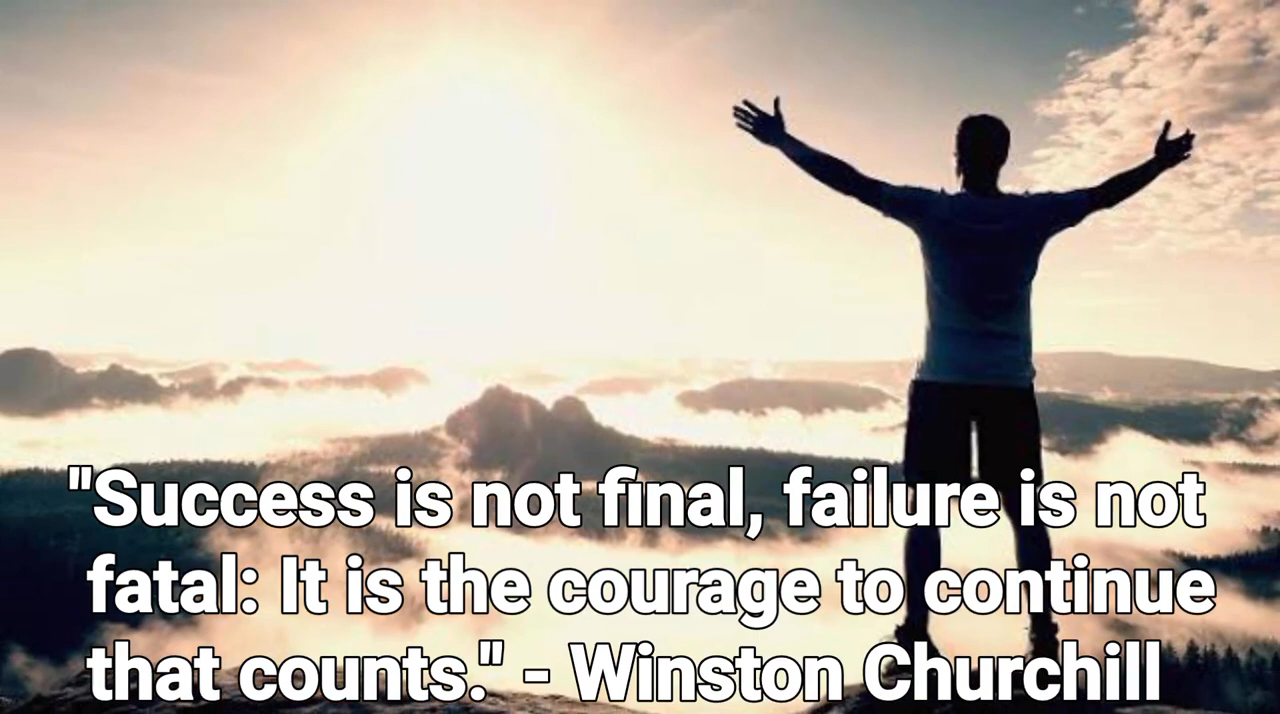 "Success is not final, failure is not
fatal: It is the courage to continue
that counts." - Winston Churchill